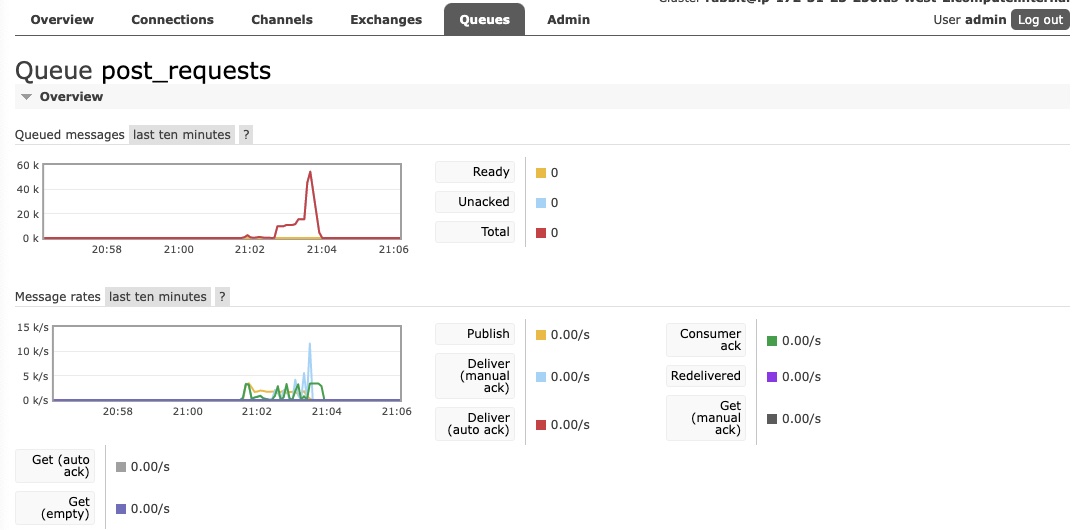 Overview Connections Channels Exchanges Queues Admin
User admin Log out
Queue post_requests
Overview
Queued messages last ten minutes ?
60 k
40 k
20 k
0 k
20:58 21:00 21:02 21:04 21:06
Ready 0
Unacked 0
Total 0
Message rates last ten minutes ?
15 k/s
10 k/s
5 k/s
0 k/s
20:58 21:00 21:02 21:04 21:06
Publish 0.00/s
Deliver
(manual
ack) 0.00/s
Deliver
(auto ack) 0.00/s
Consumer
ack 0.00/s
Redelivered 0.00/s
Get
(manual
ack) 0.00/s
Get (auto
ack) 0.00/s
Get
(empty) 0.00/s